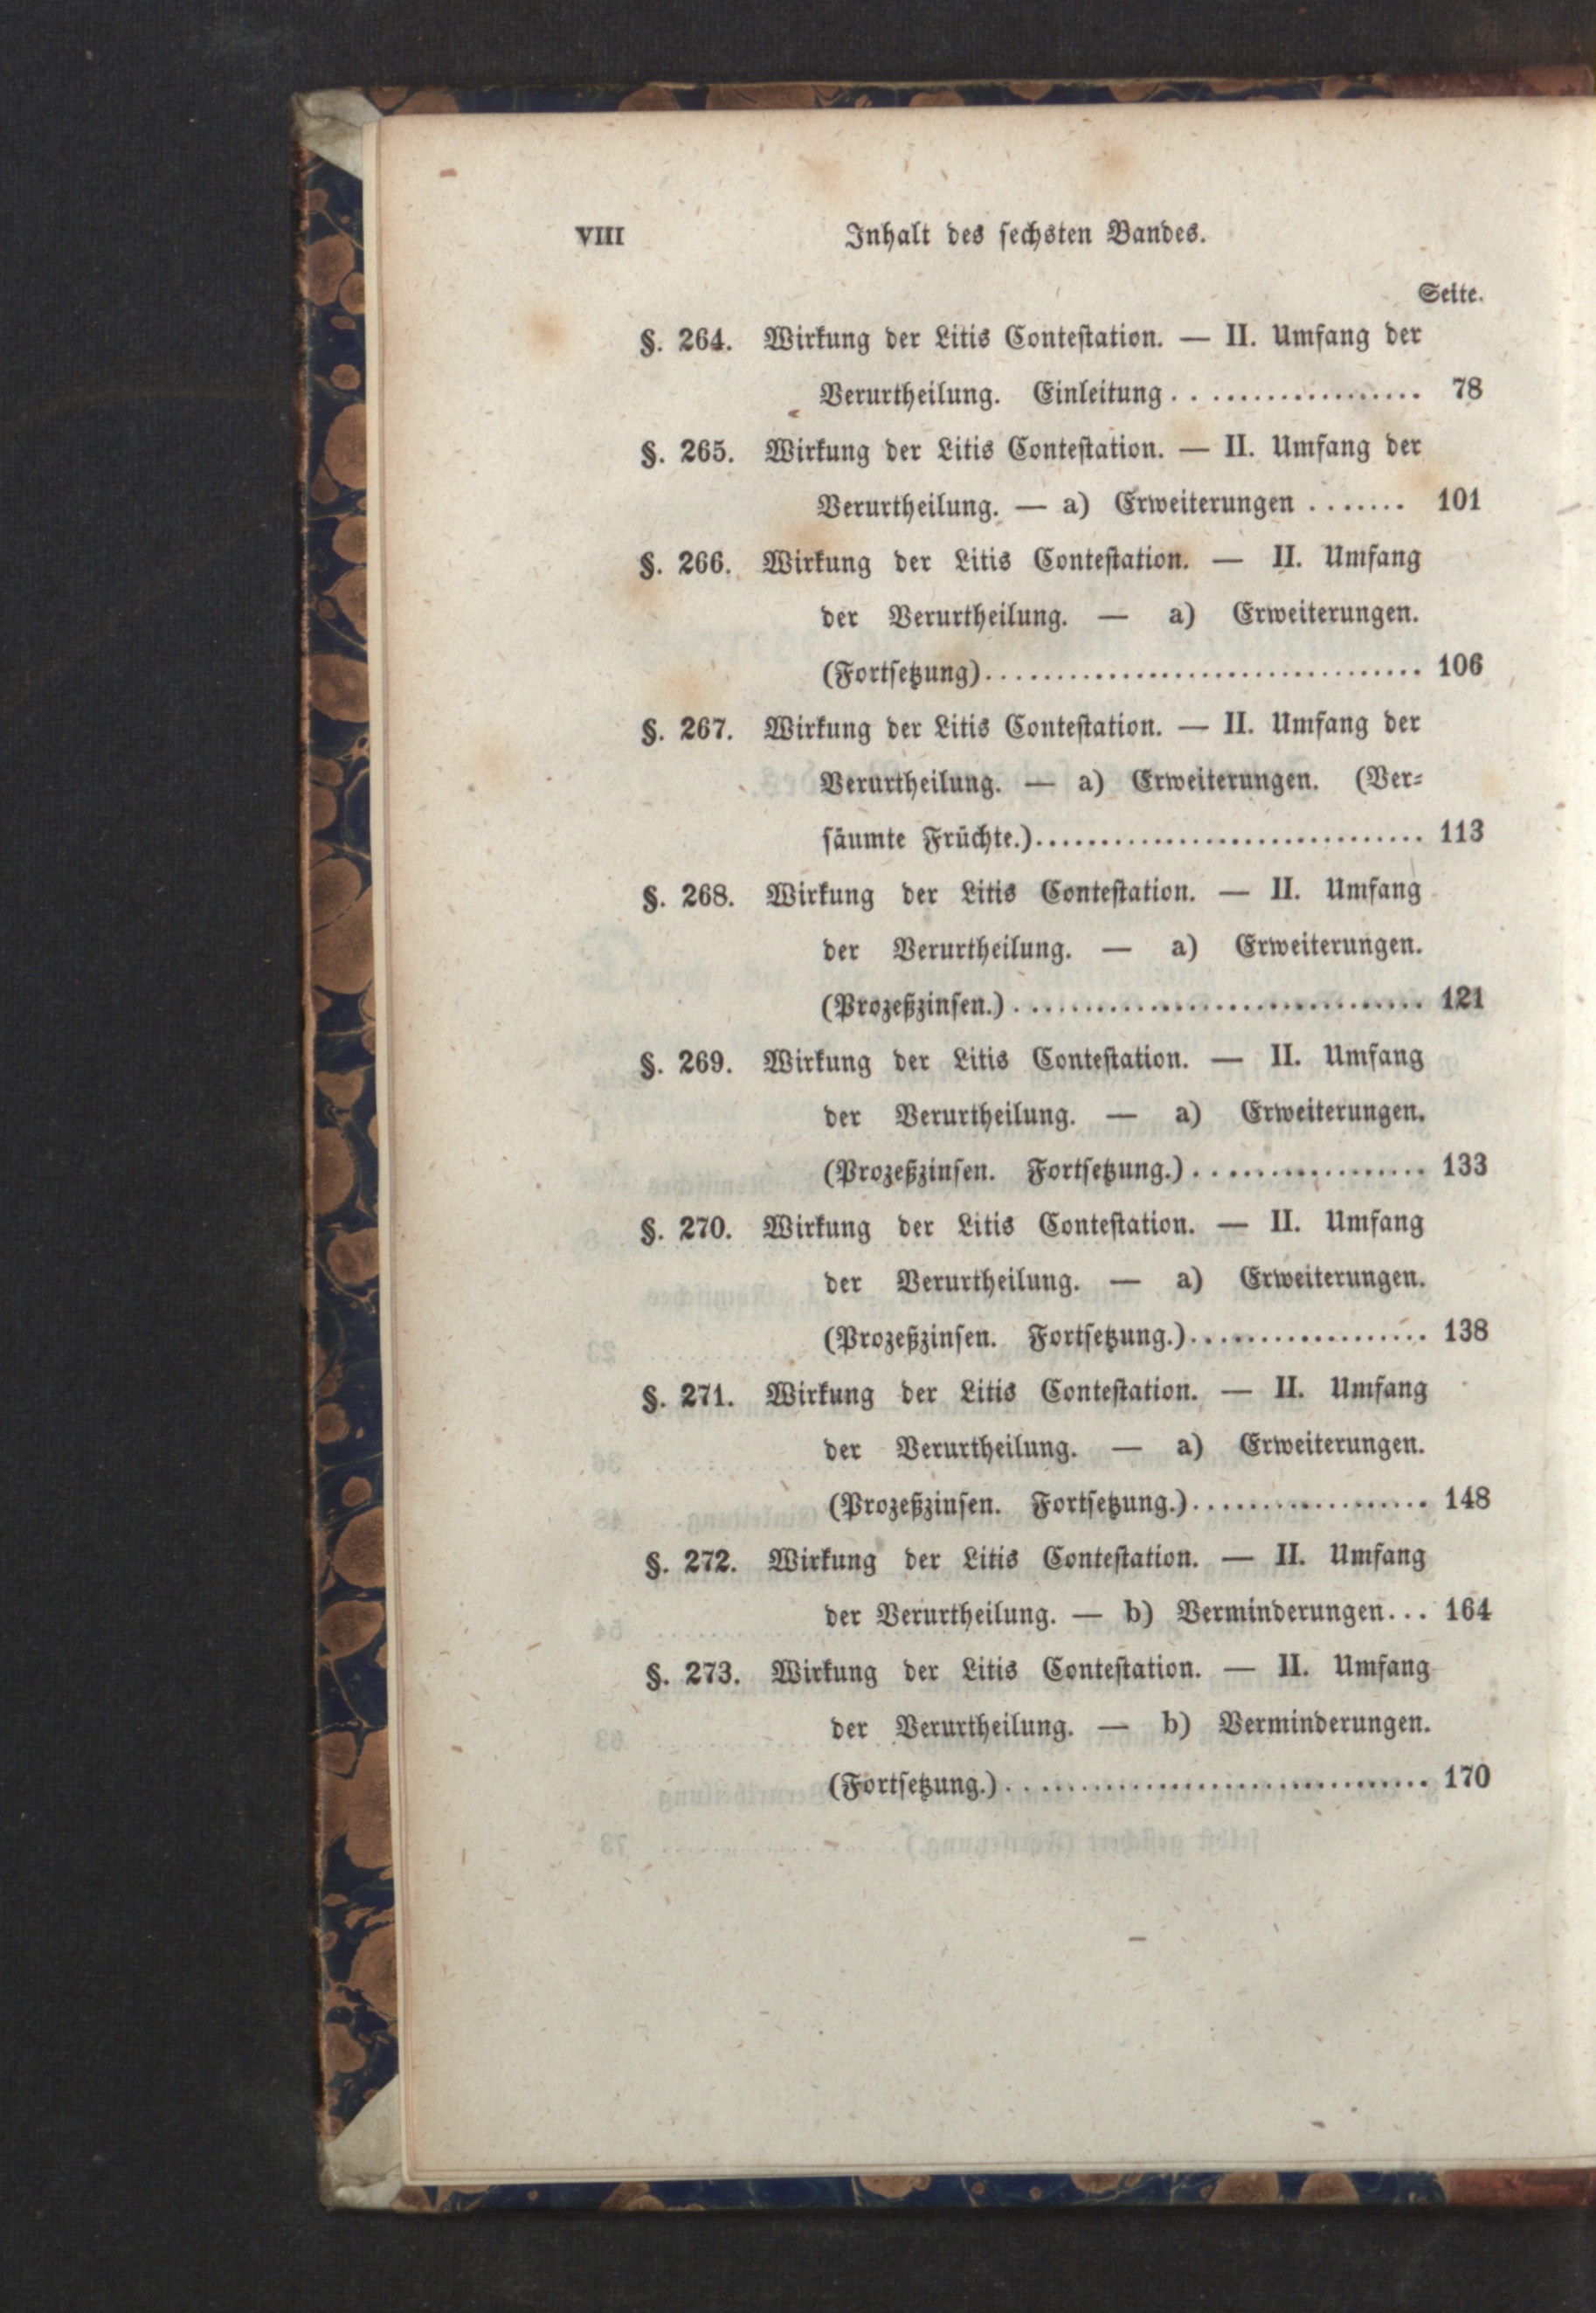 VIII Inhalt des sechsten Bandes.
Seite.
§. 264. Wirkung der Litis Contestation. — II. Umfang der
Verurtheilung. Einleitung.................. 78
§. 265. Wirkung der Litis Contestation. — II. Umfang der
Verurtheilung. — a) Erweiterungen ....... 101
§. 266. Wirkung der Litis Contestation. — II. Umfang
der Verurtheilung. — a) Erweiterungen.
(Fortsetzung)................................. 106
§. 267. Wirkung der Litis Contestation. — II. Umfang der
Verurtheilung. — a) Erweiterungen. (Ver-
säumte Früchte.).............................. 113
§. 268. Wirkung der Litis Contestation. — II. Umfang
der Verurtheilung. — a) Erweiterungen.
(Prozeßzinsen.)................................ 121
§. 269. Wirkung der Litis Contestation. — II. Umfang
der Verurtheilung. — a) Erweiterungen.
(Prozeßzinsen. Fortsetzung.).................. 133
§. 270. Wirkung der Litis Contestation. — II. Umfang
der Verurtheilung. — a) Erweiterungen.
(Prozeßzinsen. Fortsetzung.).................. 138
§. 271. Wirkung der Litis Contestation. — II. Umfang
der Verurtheilung. — a) Erweiterungen.
(Prozeßzinsen. Fortsetzung.).................. 148
§. 272. Wirkung der Litis Contestation. — II. Umfang
der Verurtheilung. — b) Verminderungen... 164
§. 273. Wirkung der Litis Contestation. — II. Umfang
der Verurtheilung. — b) Verminderungen.
(Fortsetzung.)................................ 170